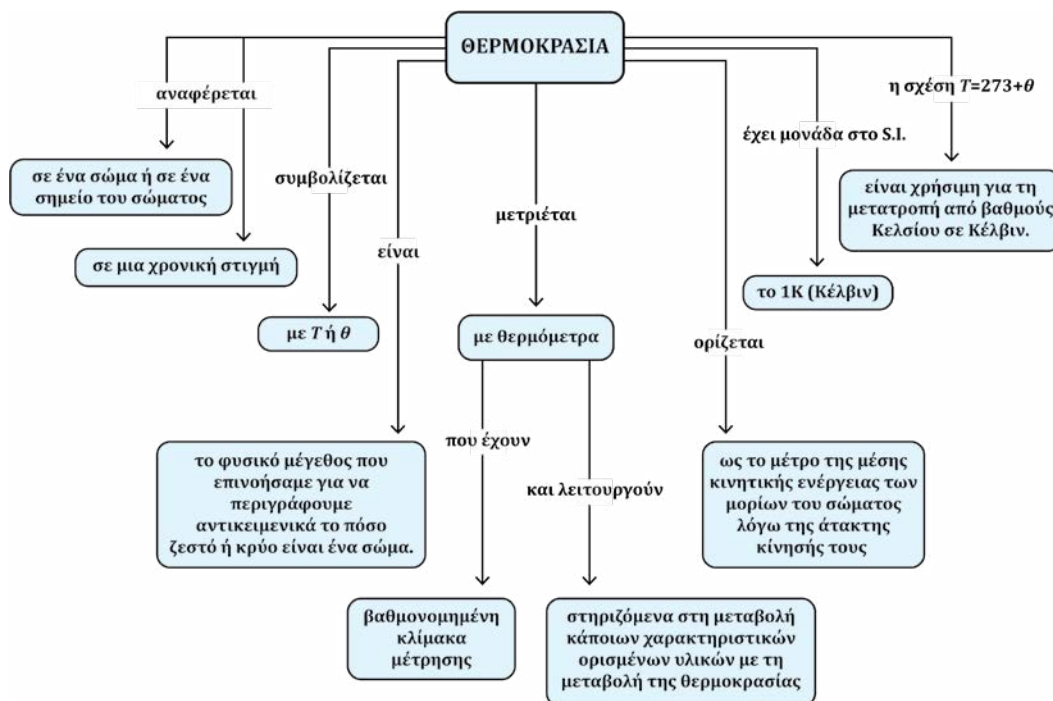 ΘΕΡΜΟΚΡΑΣΙΑ
αναφέρεται
σε ένα σώμα ή σε ένα
σημείο του σώματος
σε μια χρονική στιγμή
συμβολίζεται
με T ή θ
είναι
το φυσικό μέγεθος που
επινοήσαμε για να
περιγράφουμε
αντικειμενικά το πόσο
ζεστό ή κρύο είναι ένα σώμα.
μετριέται
με θερμόμετρα
που έχουν
βαθμονομημένη
κλίμακα
μέτρησης
και λειτουργούν
στηριζόμενα στη μεταβολή
κάποιων χαρακτηριστικών
ορισμένων υλικών με τη
μεταβολή της θερμοκρασίας
ορίζεται
ως το μέτρο της μέσης
κινητικής ενέργειας των
μορίων του σώματος
λόγω της άτακτης
κίνησής τους
έχει μονάδα στο S.I.
το 1K (Κέλβιν)
η σχέση T=273+θ
είναι χρήσιμη για τη
μετατροπή από βαθμούς
Κελσίου σε Κέλβιν.